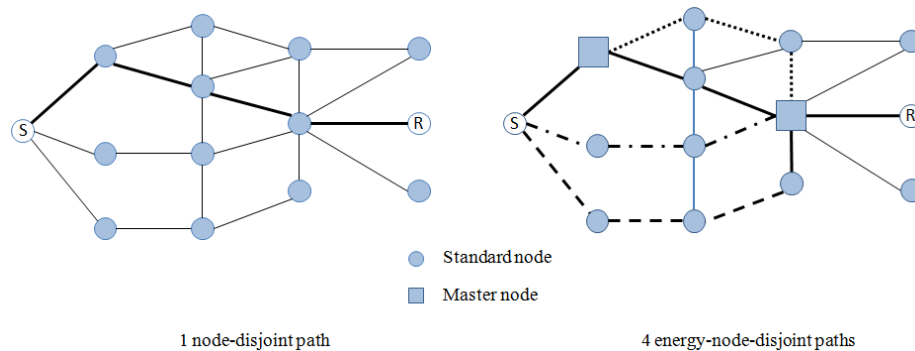 S
R
S
R
Standard node
Master node
1 node-disjoint path
4 energy-node-disjoint paths